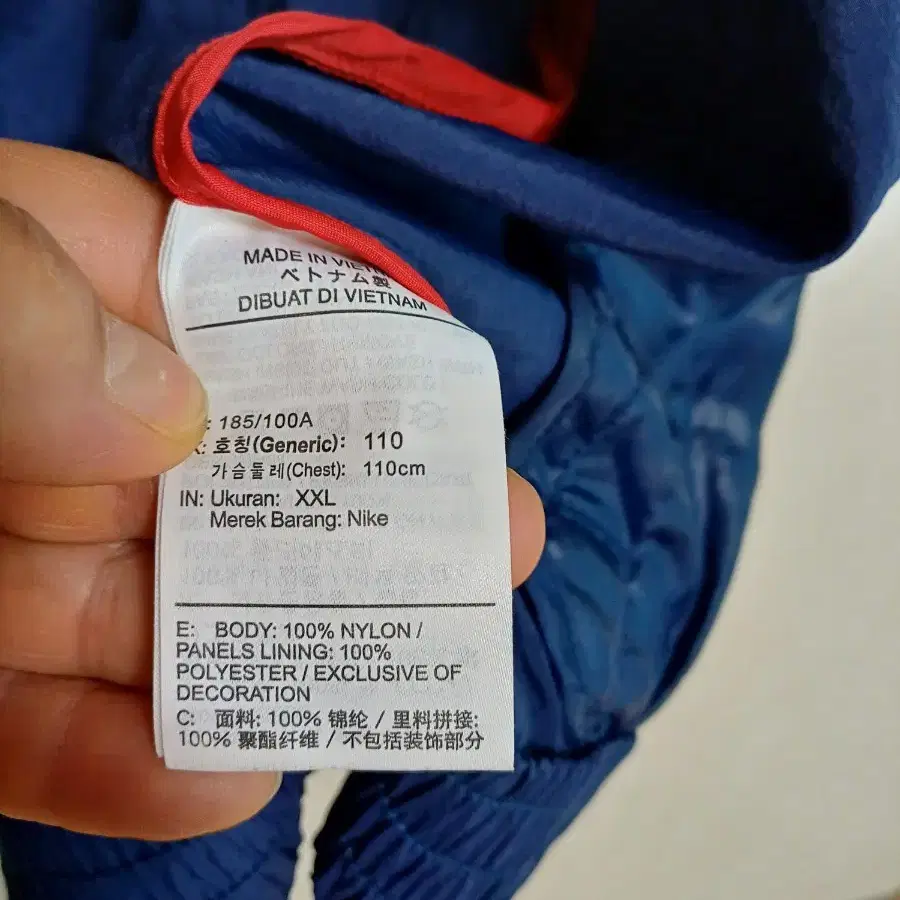 MADE IN VIETN
ベトナム製
DIBUAT DI VIETNAM
: 185/100A
K: 호칭(Generic): 110
가슴둘레(Chest): 110cm
IN: Ukuran: XXL
Merek Barang: Nike
E: BODY: 100% NYLON /
PANELS LINING: 100%
POLYESTER / EXCLUSIVE OF
DECORATION
C: 面料: 100% 锦纶 / 里料拼接:
100% 聚酯纤维 / 不包括装饰部分